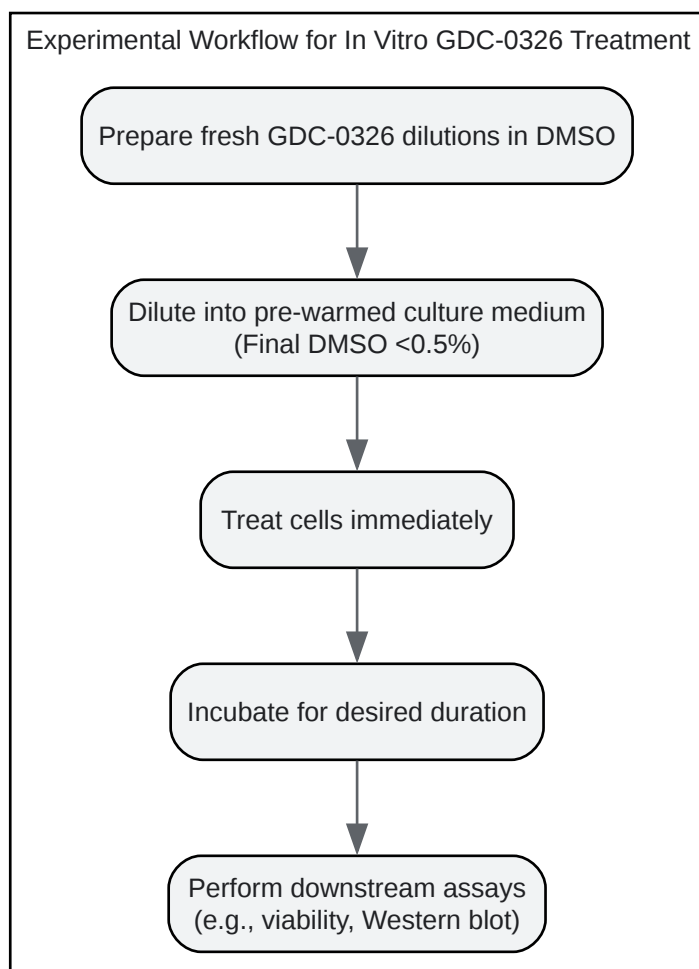 Experimental Workflow for In Vitro GDC-0326 Treatment
Prepare fresh GDC-0326 dilutions in DMSO
Dilute into pre-warmed culture medium
(Final DMSO <0.5%)
Treat cells immediately
Incubate for desired duration
Perform downstream assays
(e.g., viability, Western blot)